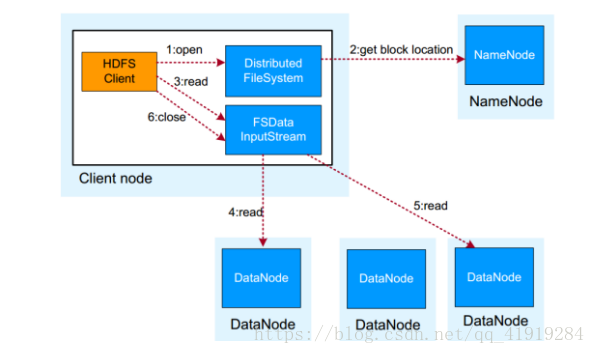 1:open
2:get block location
HDFS
Client
Distributed
FileSystem
NameNode
3:read
NameNode
6:close
FSData
InputStream
Client node
4:read
5:read
DataNode
DataNode
DataNode
DataNode
DataNode
DataNode
https://blog.csdn.net/qq_41919284